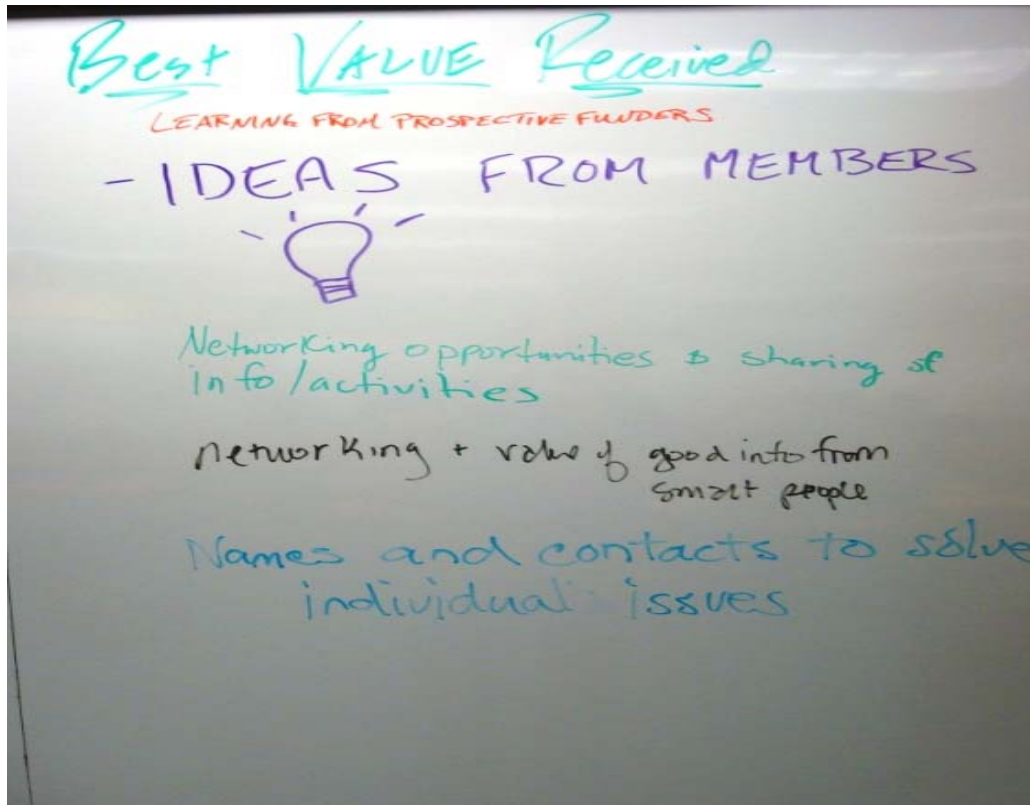 Best VALUE Received
LEARNING FROM PROSPECTIVE FUNDERS
- IDEAS FROM MEMBERS
Networking opportunities & sharing of
info/activities
networking + value of good info from
smart people
Names and contacts to solve
individual issues